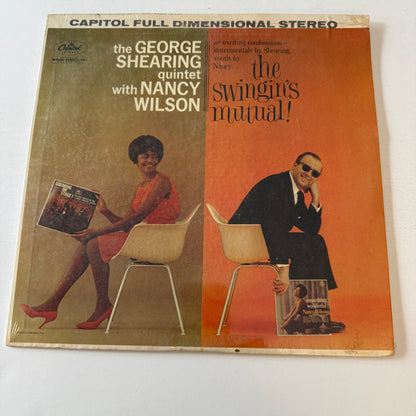 CAPITOL FULL DIMENSIONAL STEREO
Capitol
the GEORGE
SHEARING
quintet
with NANCY
WILSON
an exciting combination–
instrumentals by Shearing,
vocals by
Nancy...
the
swingin's
mutual!